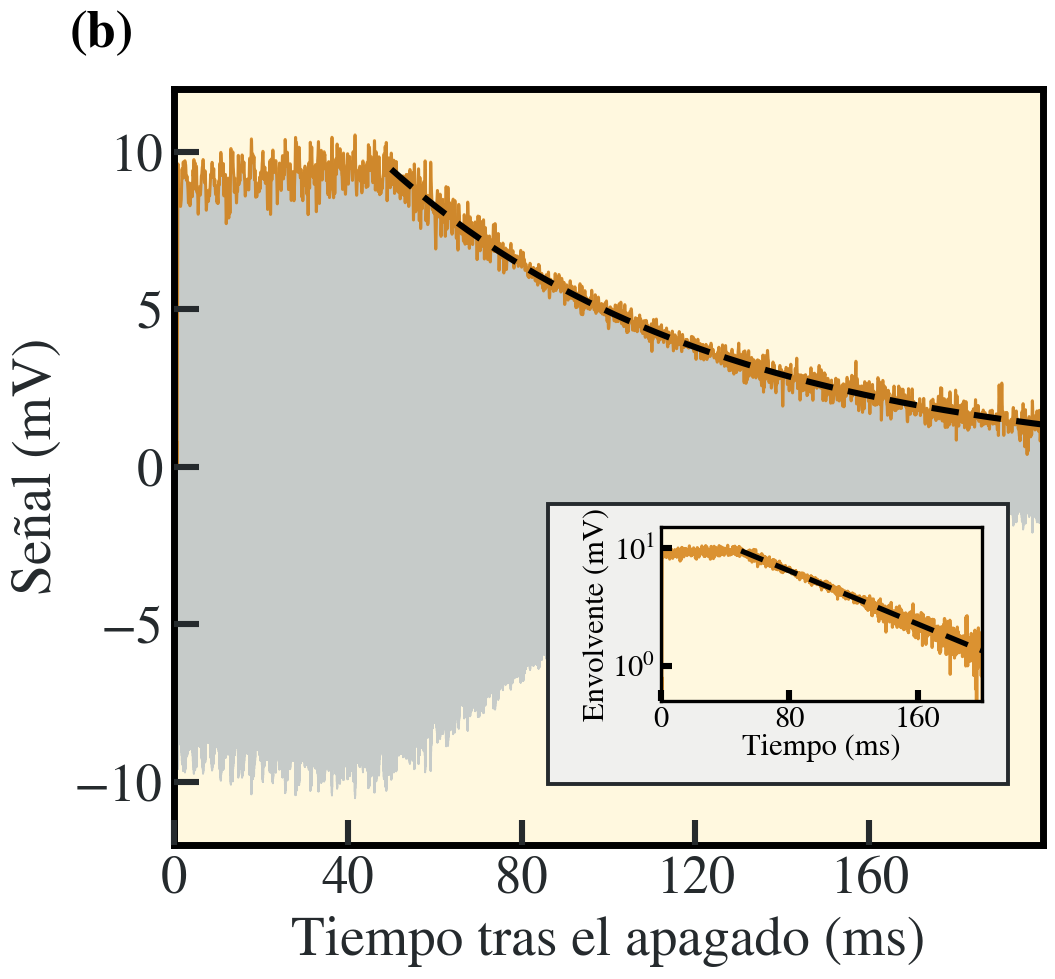 (b)
Señal (mV)
10
5
0
−5
−10
0 40 80 120 160
Tiempo tras el apagado (ms)
Envolvente (mV)
10¹
10⁰
0 80 160
Tiempo (ms)